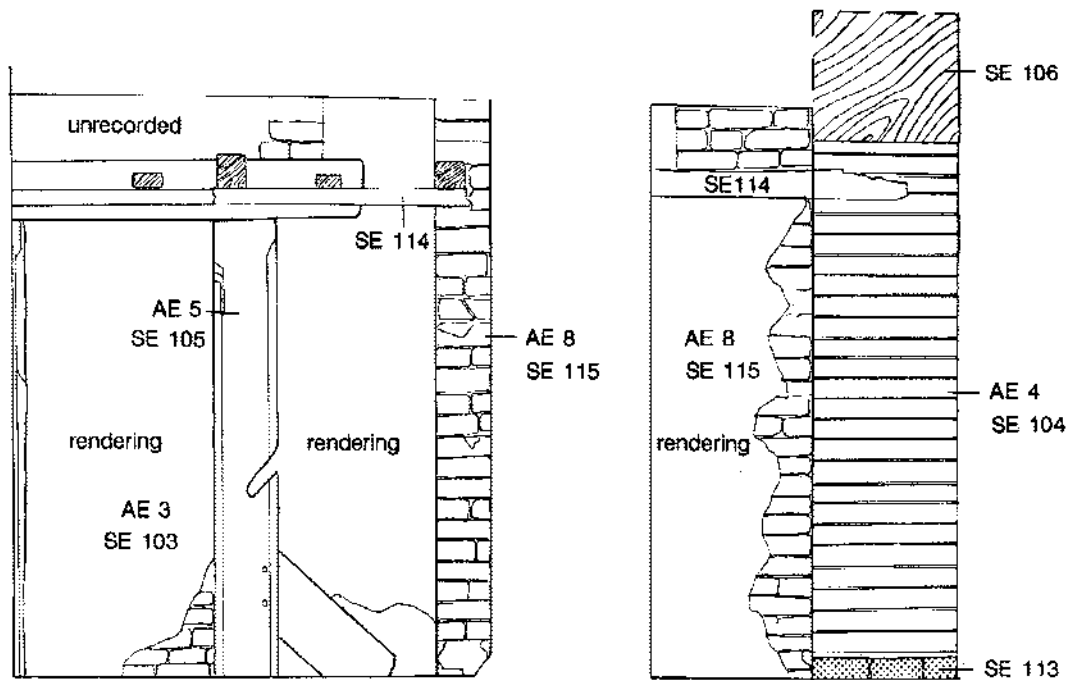 unrecorded
SE 114
AE 5
SE 105
AE 8
SE 115
rendering
rendering
AE 3
SE 103
SE 106
SE114
AE 8
SE 115
AE 4
SE 104
rendering
SE 113